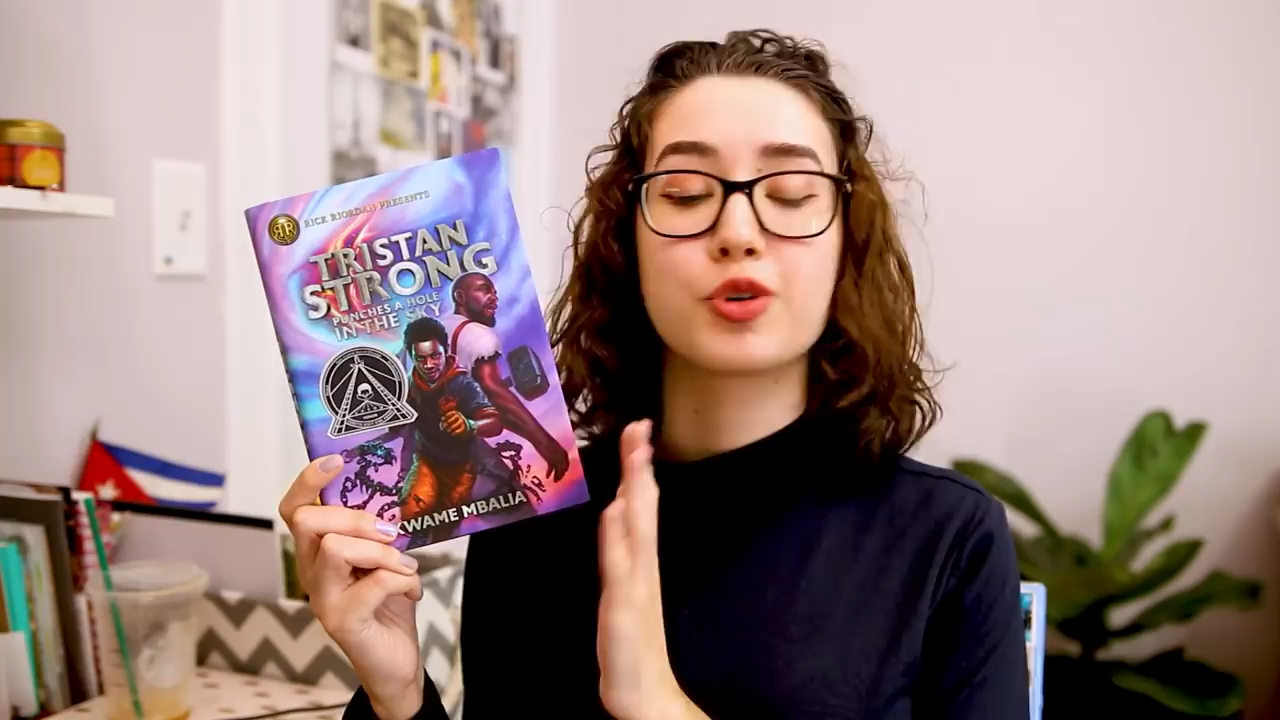 RICK RIORDAN PRESENTS
TRISTAN
STRONG
PUNCHES A HOLE
IN THE SKY
KWAME MBALIA